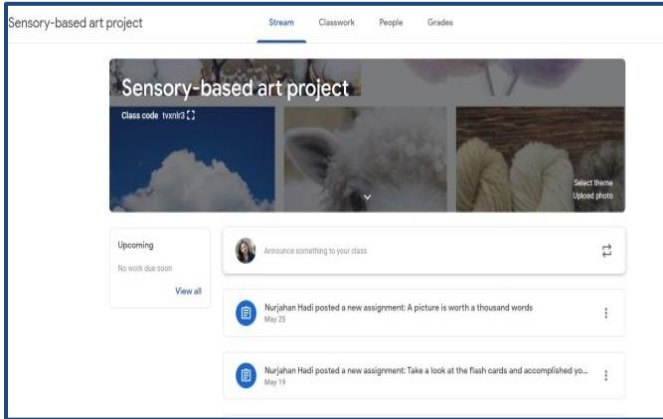 Sensory-based art project
Stream Classwork People Grades
Sensory-based art project
Class code tvxnlr3
Select theme
Upload photo
Upcoming
No work due soon
View all
Announce something to your class
Nurjahan Hadi posted a new assignment: A picture is worth a thousand words
May 25
Nurjahan Hadi posted a new assignment: Take a look at the flash cards and accomplished yo...
May 19